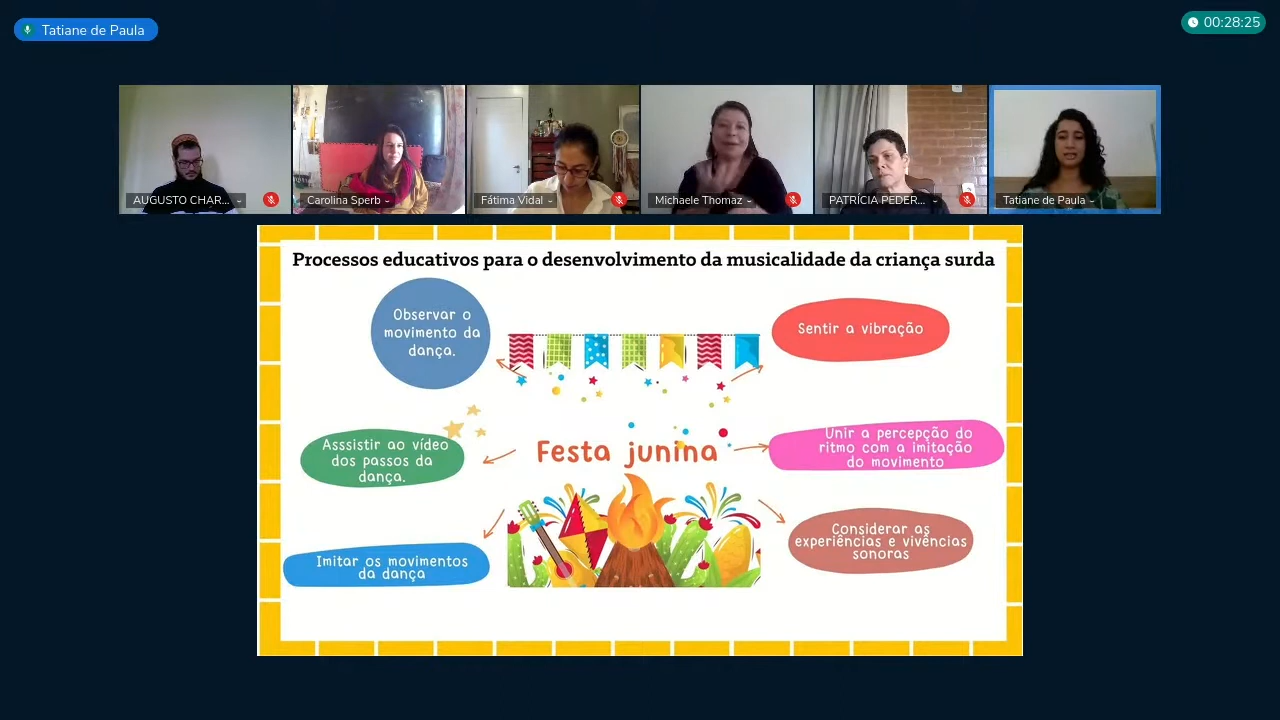 Tatiane de Paula
00:28:25
AUGUSTO CHAR...
Carolina Sperb
Fátima Vidal
Michaele Thomaz
PATRÍCIA PEDER...
Tatiane de Paula
Processos educativos para o desenvolvimento da musicalidade da criança surda
Observar o
movimento da
dança.
Sentir a vibração
Asssistir ao vídeo
dos passos da
dança.
Festa junina
Unir a percepção do
ritmo com a imitação
do movimento
Imitar os movimentos
da dança
Considerar as
experiências e vivências
sonoras